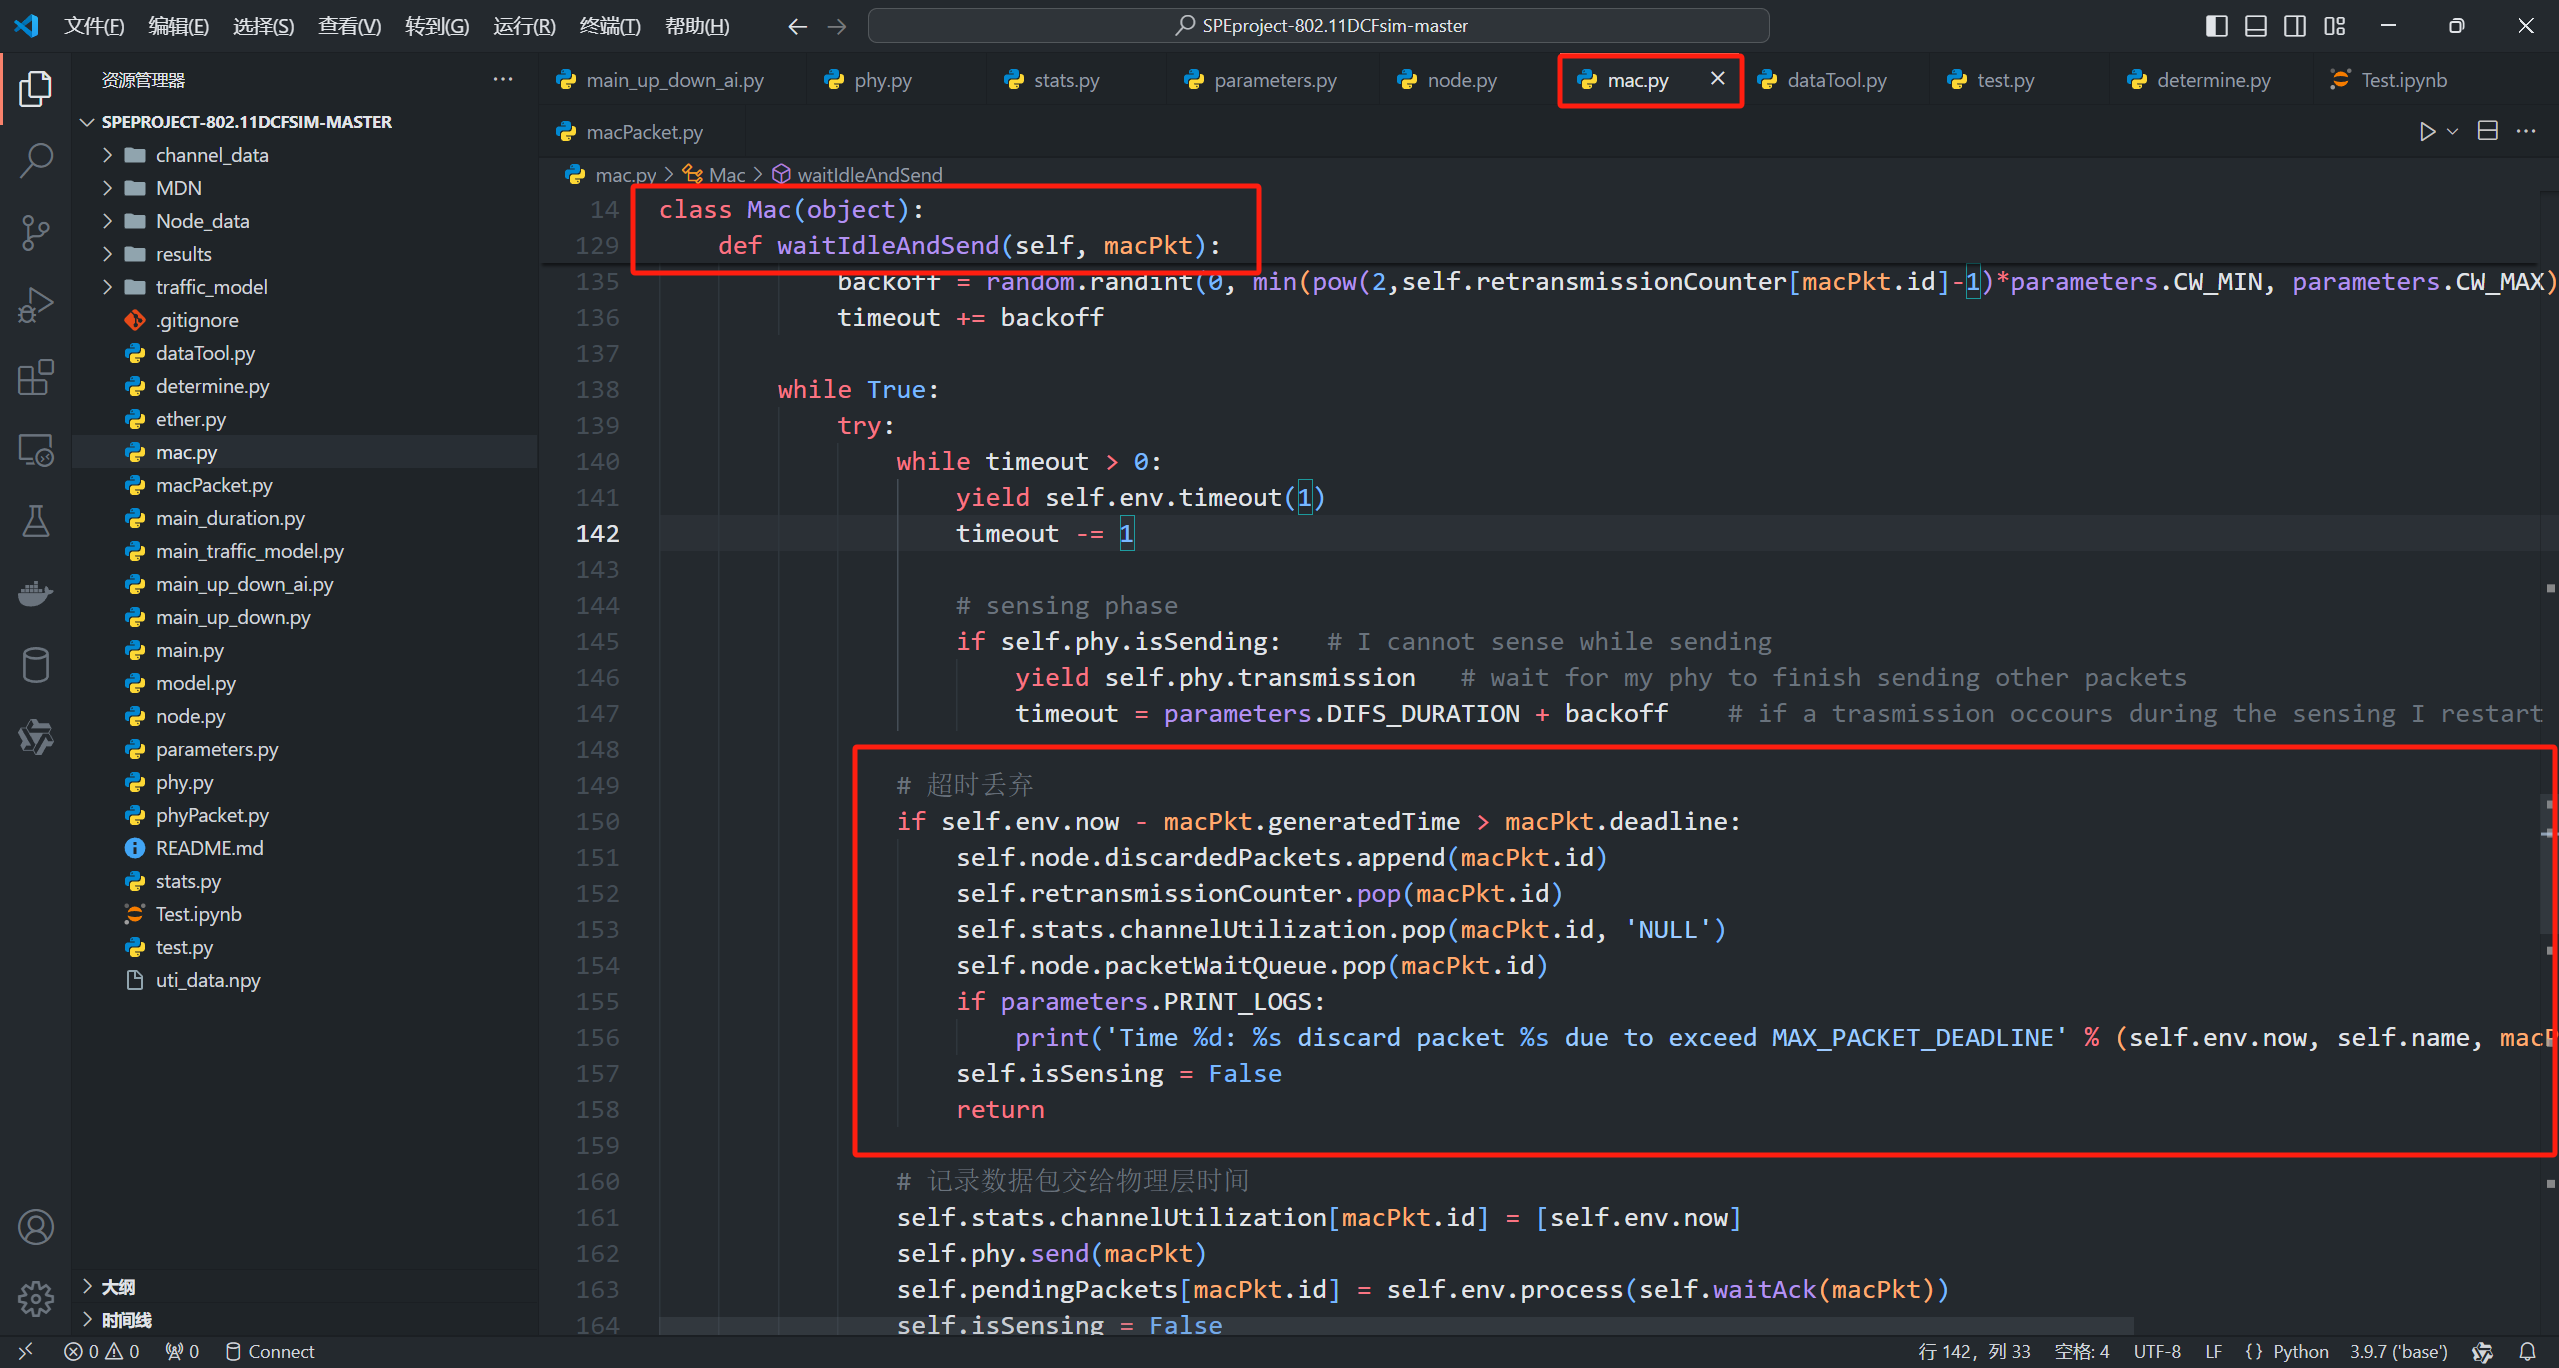 文件(F) 编辑(E) 选择(S) 查看(V) 转到(G) 运行(R) 终端(T) 帮助(H) SPEproject-802.11DCFsim-master
资源管理器
SPEPROJECT-802.11DCFSIM-MASTER
channel_data
MDN
Node_data
results
traffic_model
.gitignore
dataTool.py
determine.py
ether.py
mac.py
macPacket.py
main_duration.py
main_traffic_model.py
main_up_down_ai.py
main_up_down.py
main.py
model.py
node.py
parameters.py
phy.py
phyPacket.py
README.md
stats.py
Test.ipynb
test.py
uti_data.npy
大纲
时间线
main_up_down_ai.py phy.py stats.py parameters.py node.py mac.py dataTool.py test.py determine.py Test.ipynb
macPacket.py
mac.py > Mac > waitIdleAndSend
14 class Mac(object):
129 def waitIdleAndSend(self, macPkt):
135 backoff = random.randint(0, min(pow(2,self.retransmissionCounter[macPkt.id]-1)*parameters.CW_MIN, parameters.CW_MAX)
136 timeout += backoff
137
138 while True:
139 try:
140 while timeout > 0:
141 yield self.env.timeout(1)
142 timeout -= 1
143
144 # sensing phase
145 if self.phy.isSending: # I cannot sense while sending
146 yield self.phy.transmission # wait for my phy to finish sending other packets
147 timeout = parameters.DIFS_DURATION + backoff # if a trasmission occours during the sensing I restart
148
149 # 超时丢弃
150 if self.env.now - macPkt.generatedTime > macPkt.deadline:
151 self.node.discardedPackets.append(macPkt.id)
152 self.retransmissionCounter.pop(macPkt.id)
153 self.stats.channelUtilization.pop(macPkt.id, 'NULL')
154 self.node.packetWaitQueue.pop(macPkt.id)
155 if parameters.PRINT_LOGS:
156 print('Time %d: %s discard packet %s due to exceed MAX_PACKET_DEADLINE' % (self.env.now, self.name, macP
157 self.isSensing = False
158 return
159
160 # 记录数据包交给物理层时间
161 self.stats.channelUtilization[macPkt.id] = [self.env.now]
162 self.phy.send(macPkt)
163 self.pendingPackets[macPkt.id] = self.env.process(self.waitAck(macPkt))
164 self.isSensing = False
0 0 0 Connect 行 142，列 33 空格: 4 UTF-8 LF {} Python 3.9.7 ('base')